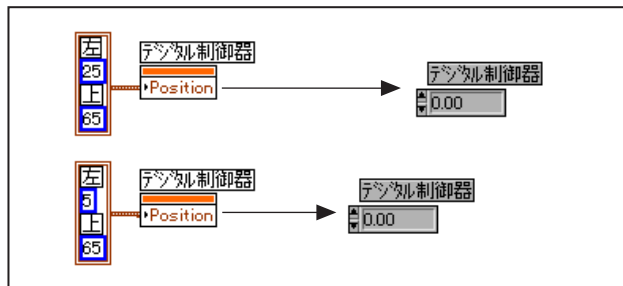 左
25
上
65
デジタル制御器
Position
デジタル制御器
0.00
左
5
上
65
デジタル制御器
Position
デジタル制御器
0.00